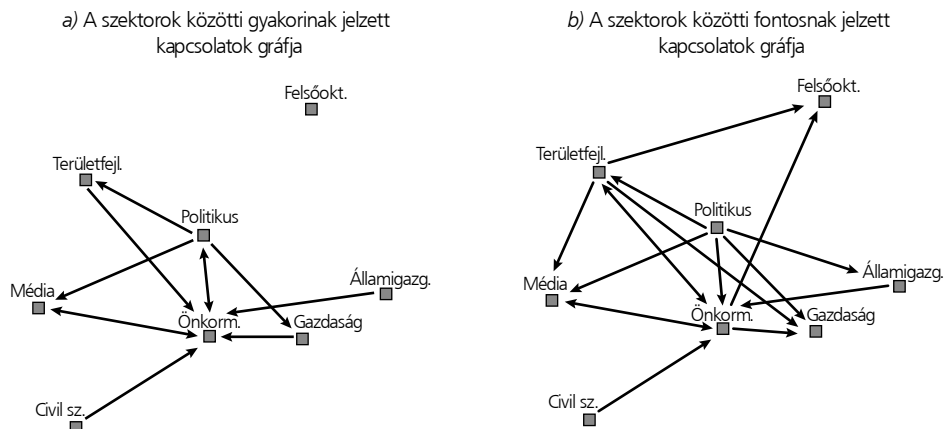 a) A szektorok közötti gyakorinak jelzett
kapcsolatok gráfja
Felsőokt.
Területfejl.
Politikus
Államigazg.
Média
Önkorm.
Gazdaság
Civil sz.
b) A szektorok közötti fontosnak jelzett
kapcsolatok gráfja
Felsőokt.
Területfejl.
Politikus
Államigazg.
Média
Önkorm.
Gazdaság
Civil sz.